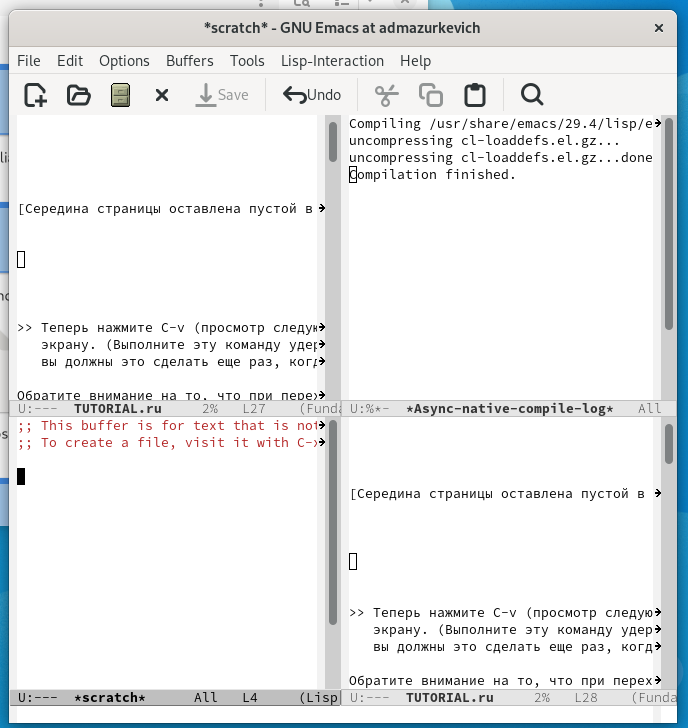 *scratch* - GNU Emacs at admazurkevich
File Edit Options Buffers Tools Lisp-Interaction Help
Save Undo
[Середина страницы оставлена пустой в
>> Теперь нажмите C-v (просмотр следую
экрану. (Выполните эту команду удер
вы должны это сделать еще раз, когд
Обратите внимание на то, что при перех
U:--- TUTORIAL.ru 2% L27 (Funda
Compiling /usr/share/emacs/29.4/lisp/e
uncompressing cl-loaddefs.el.gz...
uncompressing cl-loaddefs.el.gz...done
Compilation finished.
U:%*- *Async-native-compile-log* All
;; This buffer is for text that is not
;; To create a file, visit it with C-x
U:--- *scratch* All L4 (Lisp
[Середина страницы оставлена пустой в
>> Теперь нажмите C-v (просмотр следую
экрану. (Выполните эту команду удер
вы должны это сделать еще раз, когд
Обратите внимание на то, что при перех
U:--- TUTORIAL.ru 2% L28 (Funda